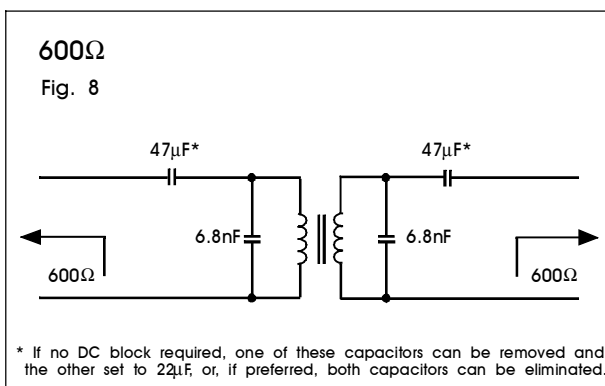 600Ω
Fig. 8
47µF*
47µF*
6.8nF
6.8nF
600Ω
600Ω
* If no DC block required, one of these capacitors can be removed and
the other set to 22µF, or, if preferred, both capacitors can be eliminated.